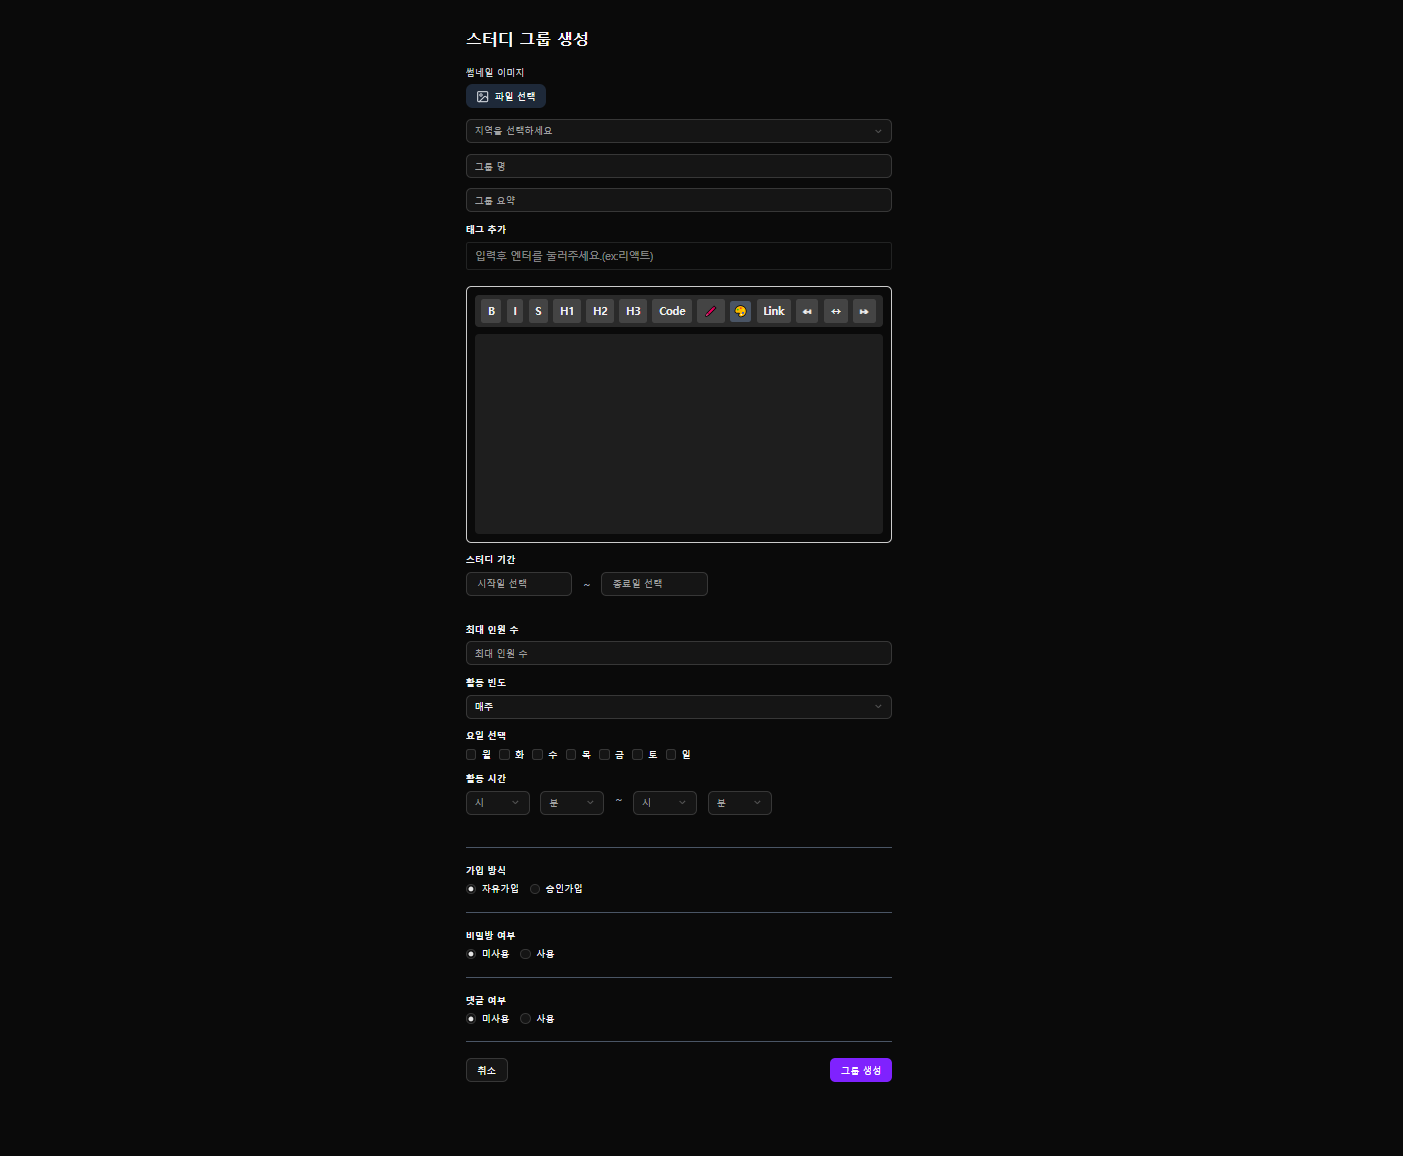 스터디 그룹 생성
썸네일 이미지
파일 선택
지역을 선택하세요
그룹 명
그룹 요약
태그 추가
입력후 엔터를 눌러주세요.(ex:리액트)
B I S H1 H2 H3 Code Link
스터디 기간
시작일 선택 ~ 종료일 선택
최대 인원 수
최대 인원 수
활동 빈도
매주
요일 선택
월 화 수 목 금 토 일
활동 시간
시 분 ~ 시 분
가입 방식
자유가입 승인가입
비밀방 여부
미사용 사용
댓글 여부
미사용 사용
취소 그룹 생성